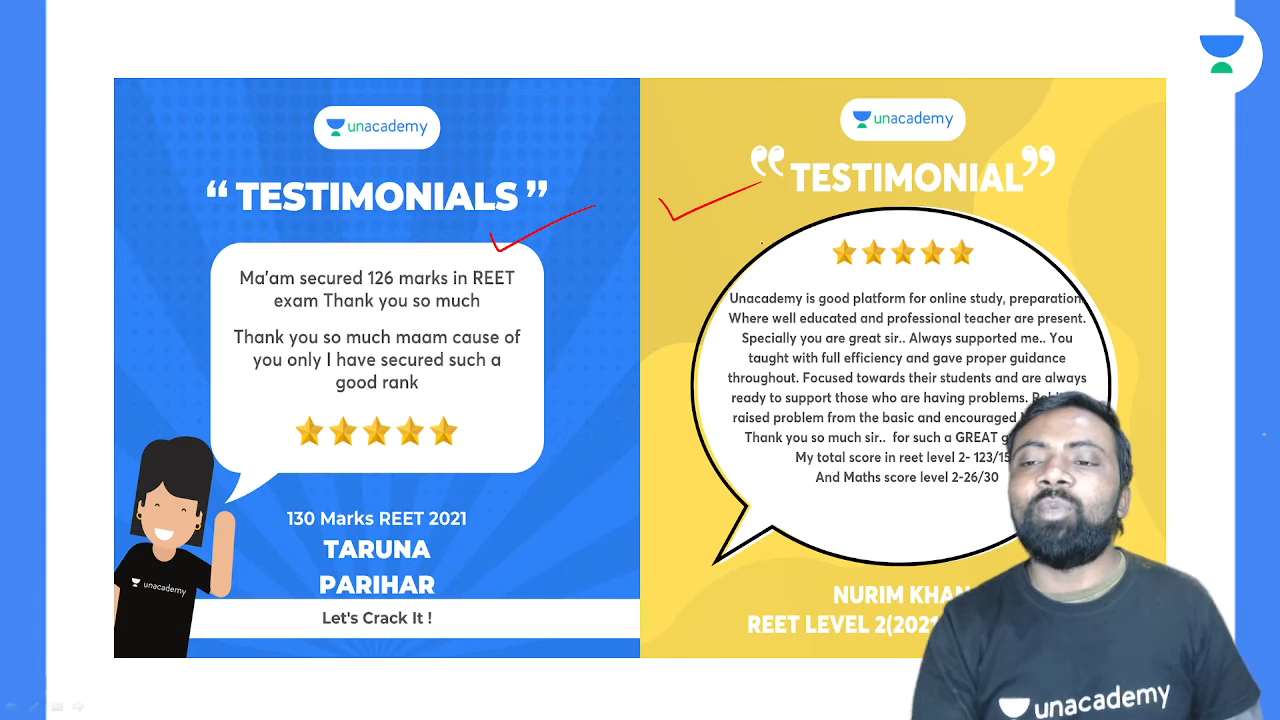 unacademy
“ TESTIMONIALS ”
Ma'am secured 126 marks in REET
exam Thank you so much
Thank you so much maam cause of
you only I have secured such a
good rank
130 Marks REET 2021
TARUNA
PARIHAR
Let's Crack It !
unacademy
unacademy
“TESTIMONIAL”
Unacademy is good platform for online study, preparation.
Where well educated and professional teacher are present.
Specially you are great sir.. Always supported me.. You
taught with full efficiency and gave proper guidance
throughout. Focused towards their students and are always
ready to support those who are having problems.
raised problem from the basic and encouraged
Thank you so much sir.. for such a GREAT
My total score in reet level 2- 123/15
And Maths score level 2-26/30
NURIM KHAN
REET LEVEL 2(2021
unacademy